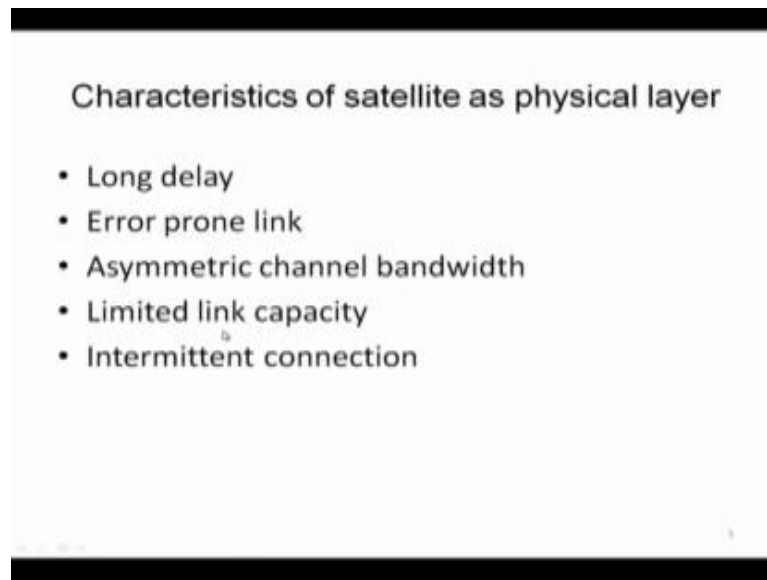 Characteristics of satellite as physical layer
• Long delay
• Error prone link
• Asymmetric channel bandwidth
• Limited link capacity
• Intermittent connection